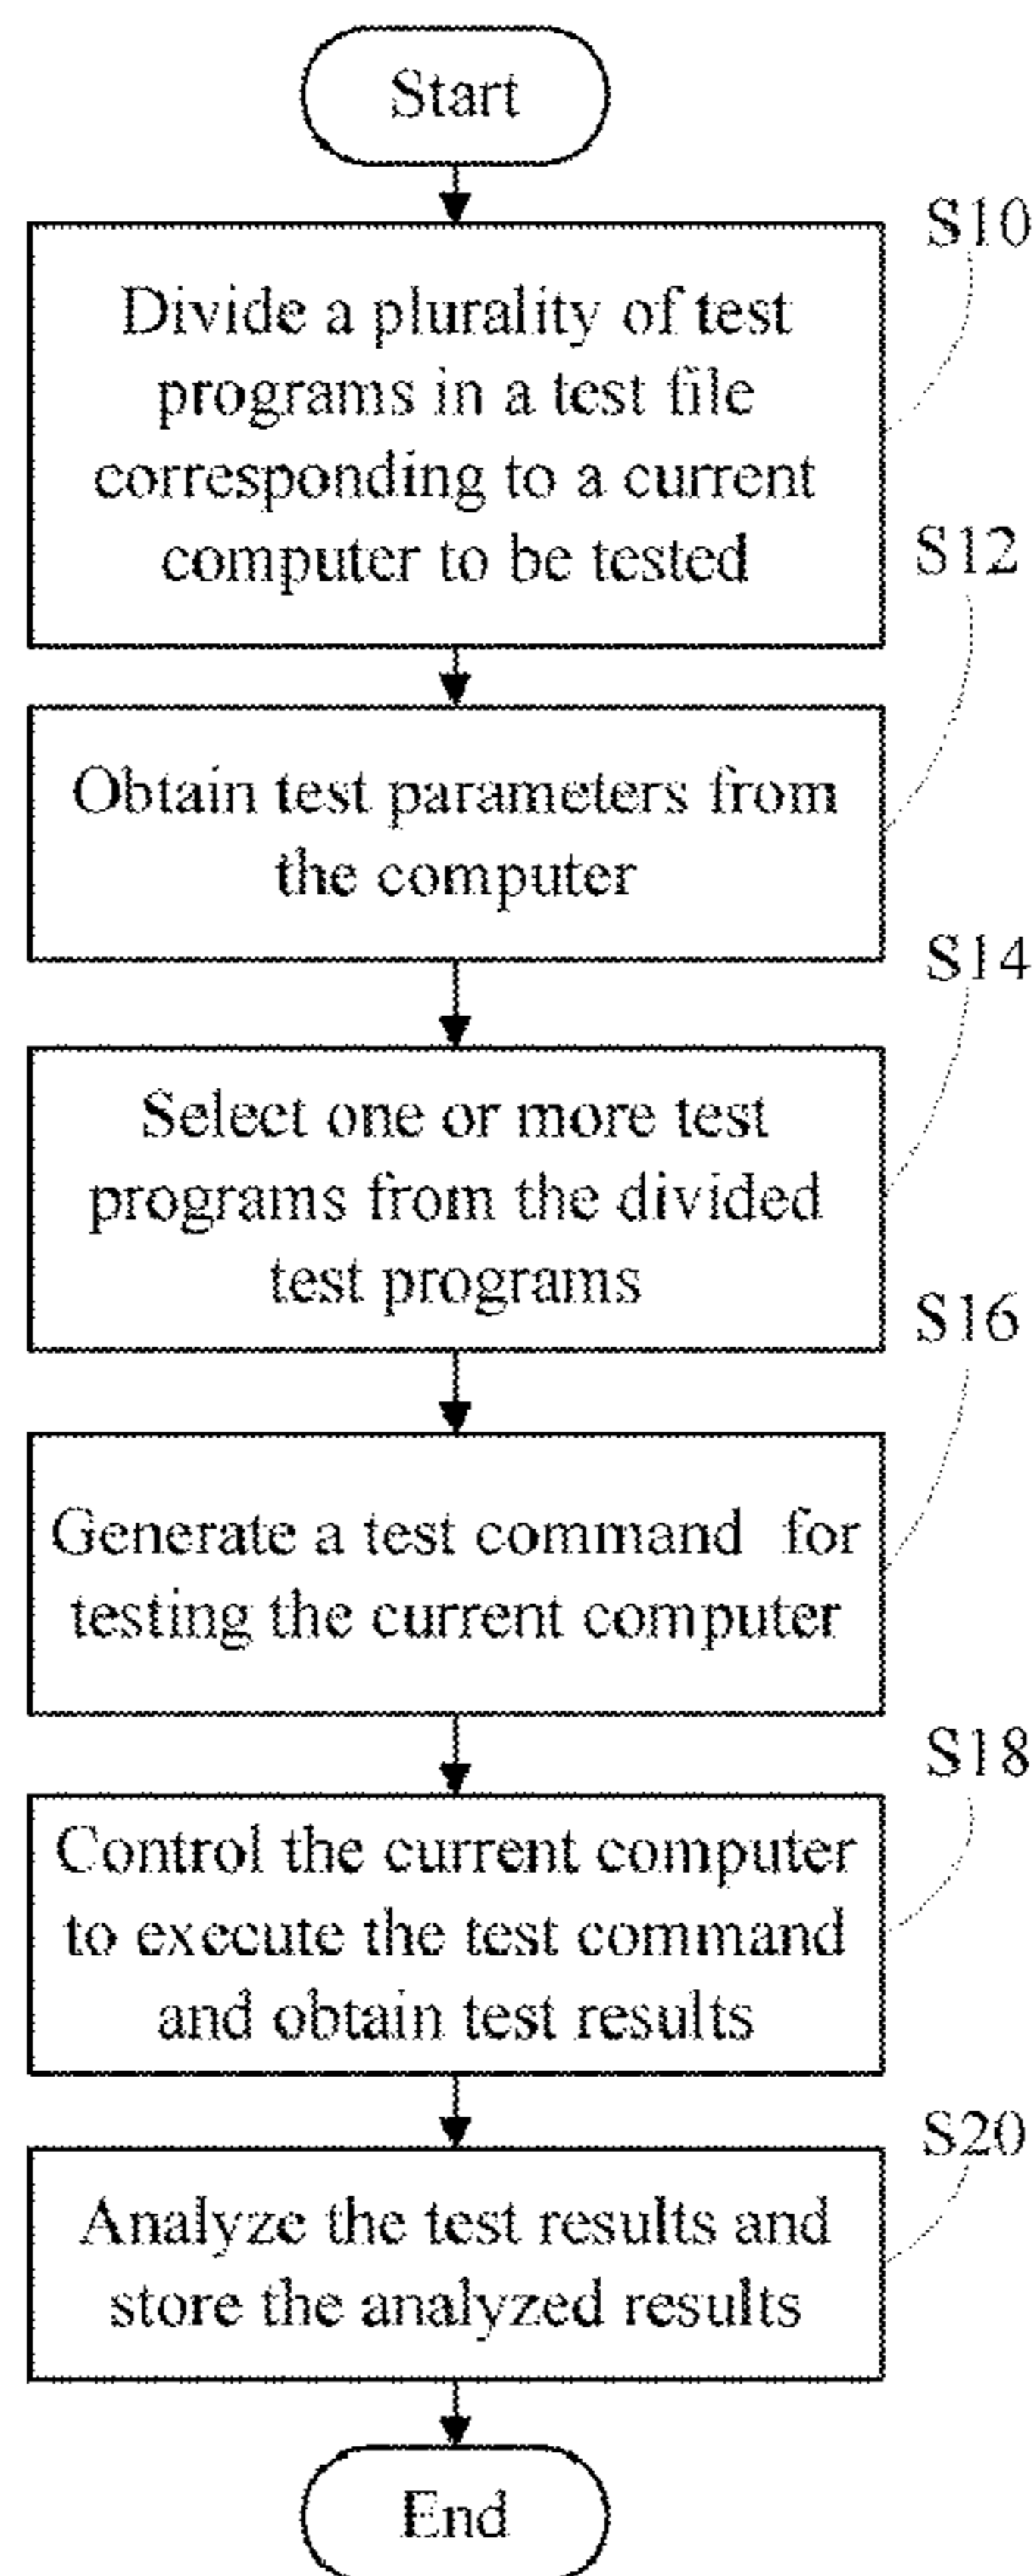 Start
S10
Divide a plurality of test
programs in a test file
corresponding to a current
computer to be tested
S12
Obtain test parameters from
the computer
S14
Select one or more test
programs from the divided
test programs
S16
Generate a test command for
testing the current computer
S18
Control the current computer
to execute the test command
and obtain test results
S20
Analyze the test results and
store the analyzed results
End